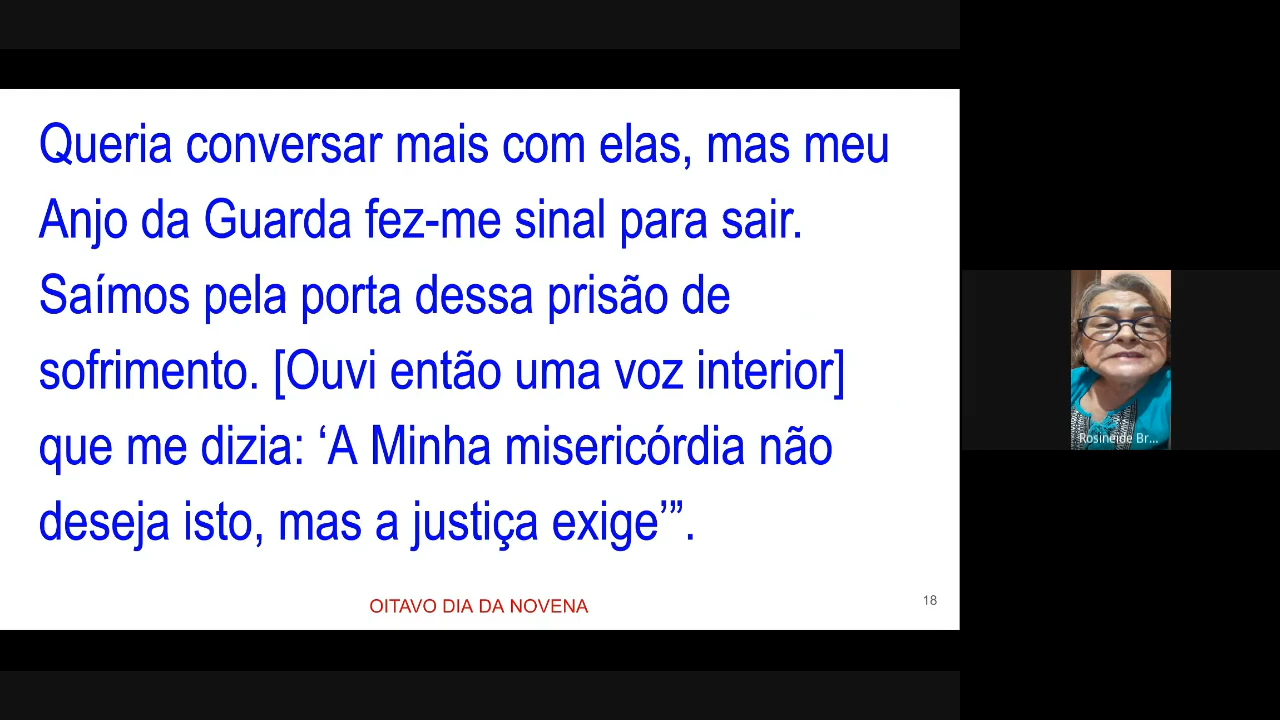 Queria conversar mais com elas, mas meu
Anjo da Guarda fez-me sinal para sair.
Saímos pela porta dessa prisão de
sofrimento. [Ouvi então uma voz interior]
que me dizia: ‘A Minha misericórdia não
deseja isto, mas a justiça exige’”.
OITAVO DIA DA NOVENA
18
Rosineide Br...